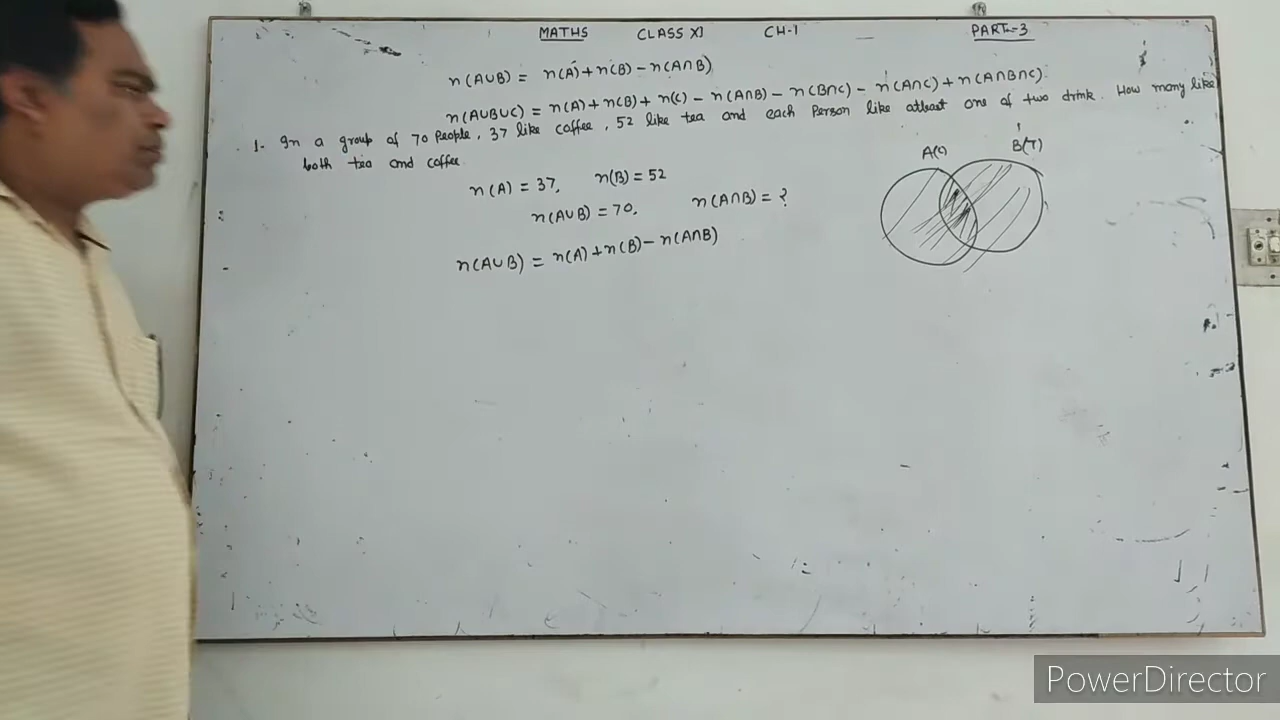 MATHS CLASS XI CH-1 PART-3
n(A∪B) = n(A)+n(B)-n(A∩B)
n(A∪B∪C) = n(A)+n(B)+n(C)-n(A∩B)-n(B∩C)-n(A∩C)+n(A∩B∩C).
1. In a group of 70 People, 37 like coffee, 52 like tea and each Person like atleast one of two drink. How many like
both tea and coffee
A(C) B(T)
n(A) = 37, n(B) = 52
n(A∪B) = 70, n(A∩B) = ?
n(A∪B) = n(A)+n(B)-n(A∩B)
PowerDirector